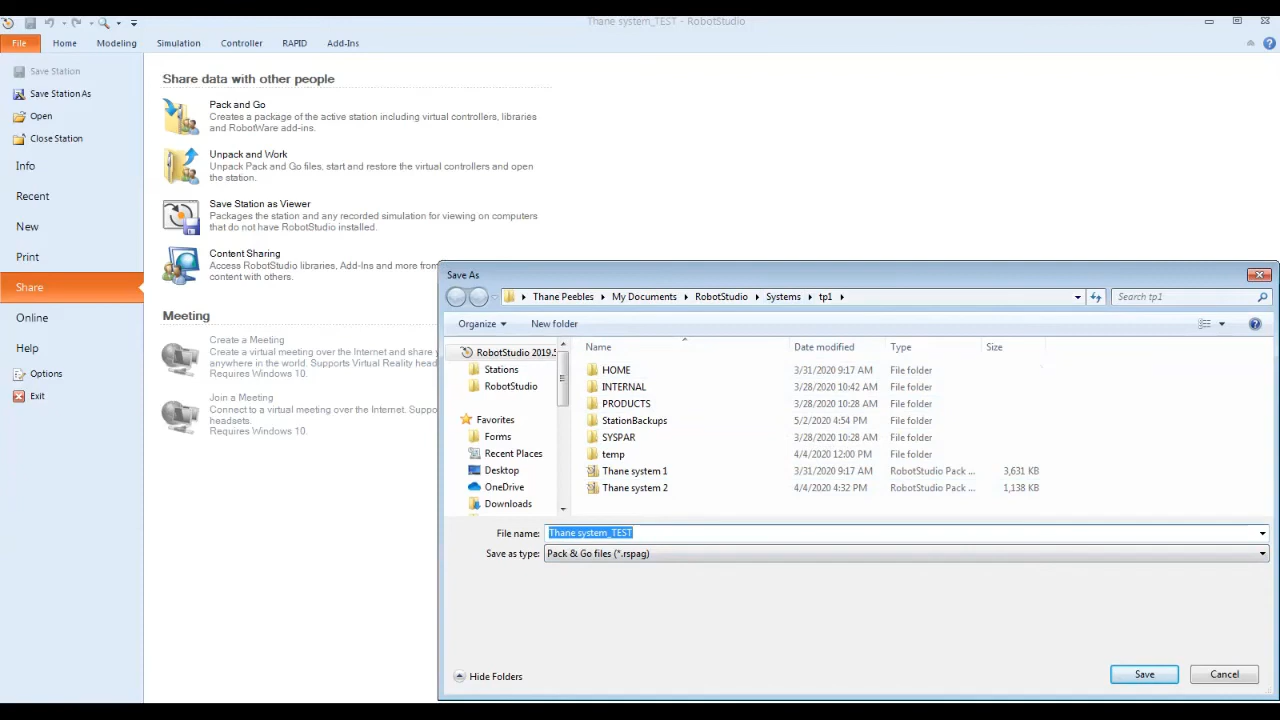 Thane system_TEST - RobotStudio
File Home Modeling Simulation Controller RAPID Add-Ins
Save Station
Save Station As
Open
Close Station
Info
Recent
New
Print
Share
Online
Help
Options
Exit
Share data with other people
Pack and Go
Creates a package of the active station including virtual controllers, libraries
and RobotWare add-ins.
Unpack and Work
Unpack Pack and Go files, start and restore the virtual controllers and open
the station.
Save Station as Viewer
Packages the station and any recorded simulation for viewing on computers
that do not have RobotStudio installed.
Content Sharing
Access RobotStudio libraries, Add-Ins and more from
content with others.
Meeting
Create a Meeting
Create a virtual meeting over the Internet and share
anywhere in the world. Supports Virtual Reality head
Requires Windows 10.
Join a Meeting
Connect to a virtual meeting over the Internet. Suppo
headsets.
Requires Windows 10.
Save As
Thane Peebles My Documents RobotStudio Systems tp1
Search tp1
Organize New folder
RobotStudio 2019.5
Stations
RobotStudio
Favorites
Forms
Recent Places
Desktop
OneDrive
Downloads
Name Date modified Type Size
HOME 3/31/2020 9:17 AM File folder
INTERNAL 3/28/2020 10:42 AM File folder
PRODUCTS 3/28/2020 10:28 AM File folder
StationBackups 5/2/2020 4:54 PM File folder
SYSPAR 3/28/2020 10:28 AM File folder
temp 4/4/2020 12:00 PM File folder
Thane system 1 3/31/2020 9:17 AM RobotStudio Pack ... 3,631 KB
Thane system 2 4/4/2020 4:32 PM RobotStudio Pack ... 1,138 KB
File name: Thane system_TEST
Save as type: Pack & Go files (*.rspag)
Hide Folders
Save Cancel